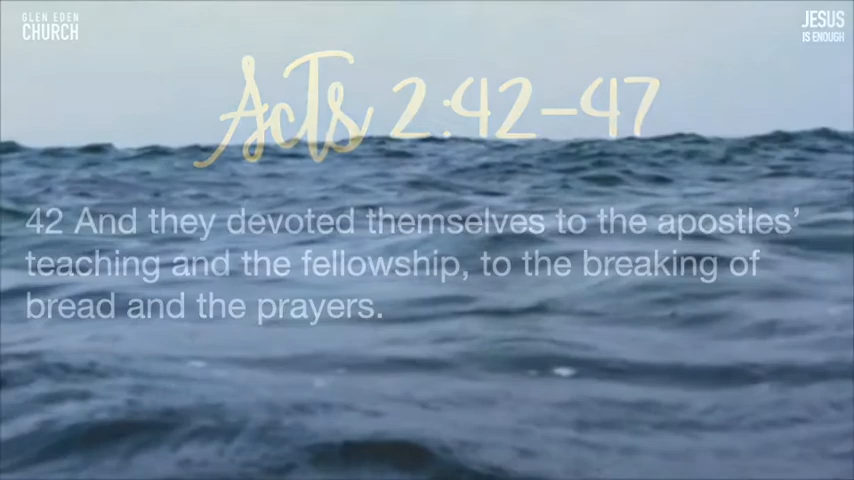 GLEN EDEN
CHURCH
JESUS
IS ENOUGH
Acts 2:42-47
42 And they devoted themselves to the apostles’
teaching and the fellowship, to the breaking of
bread and the prayers.